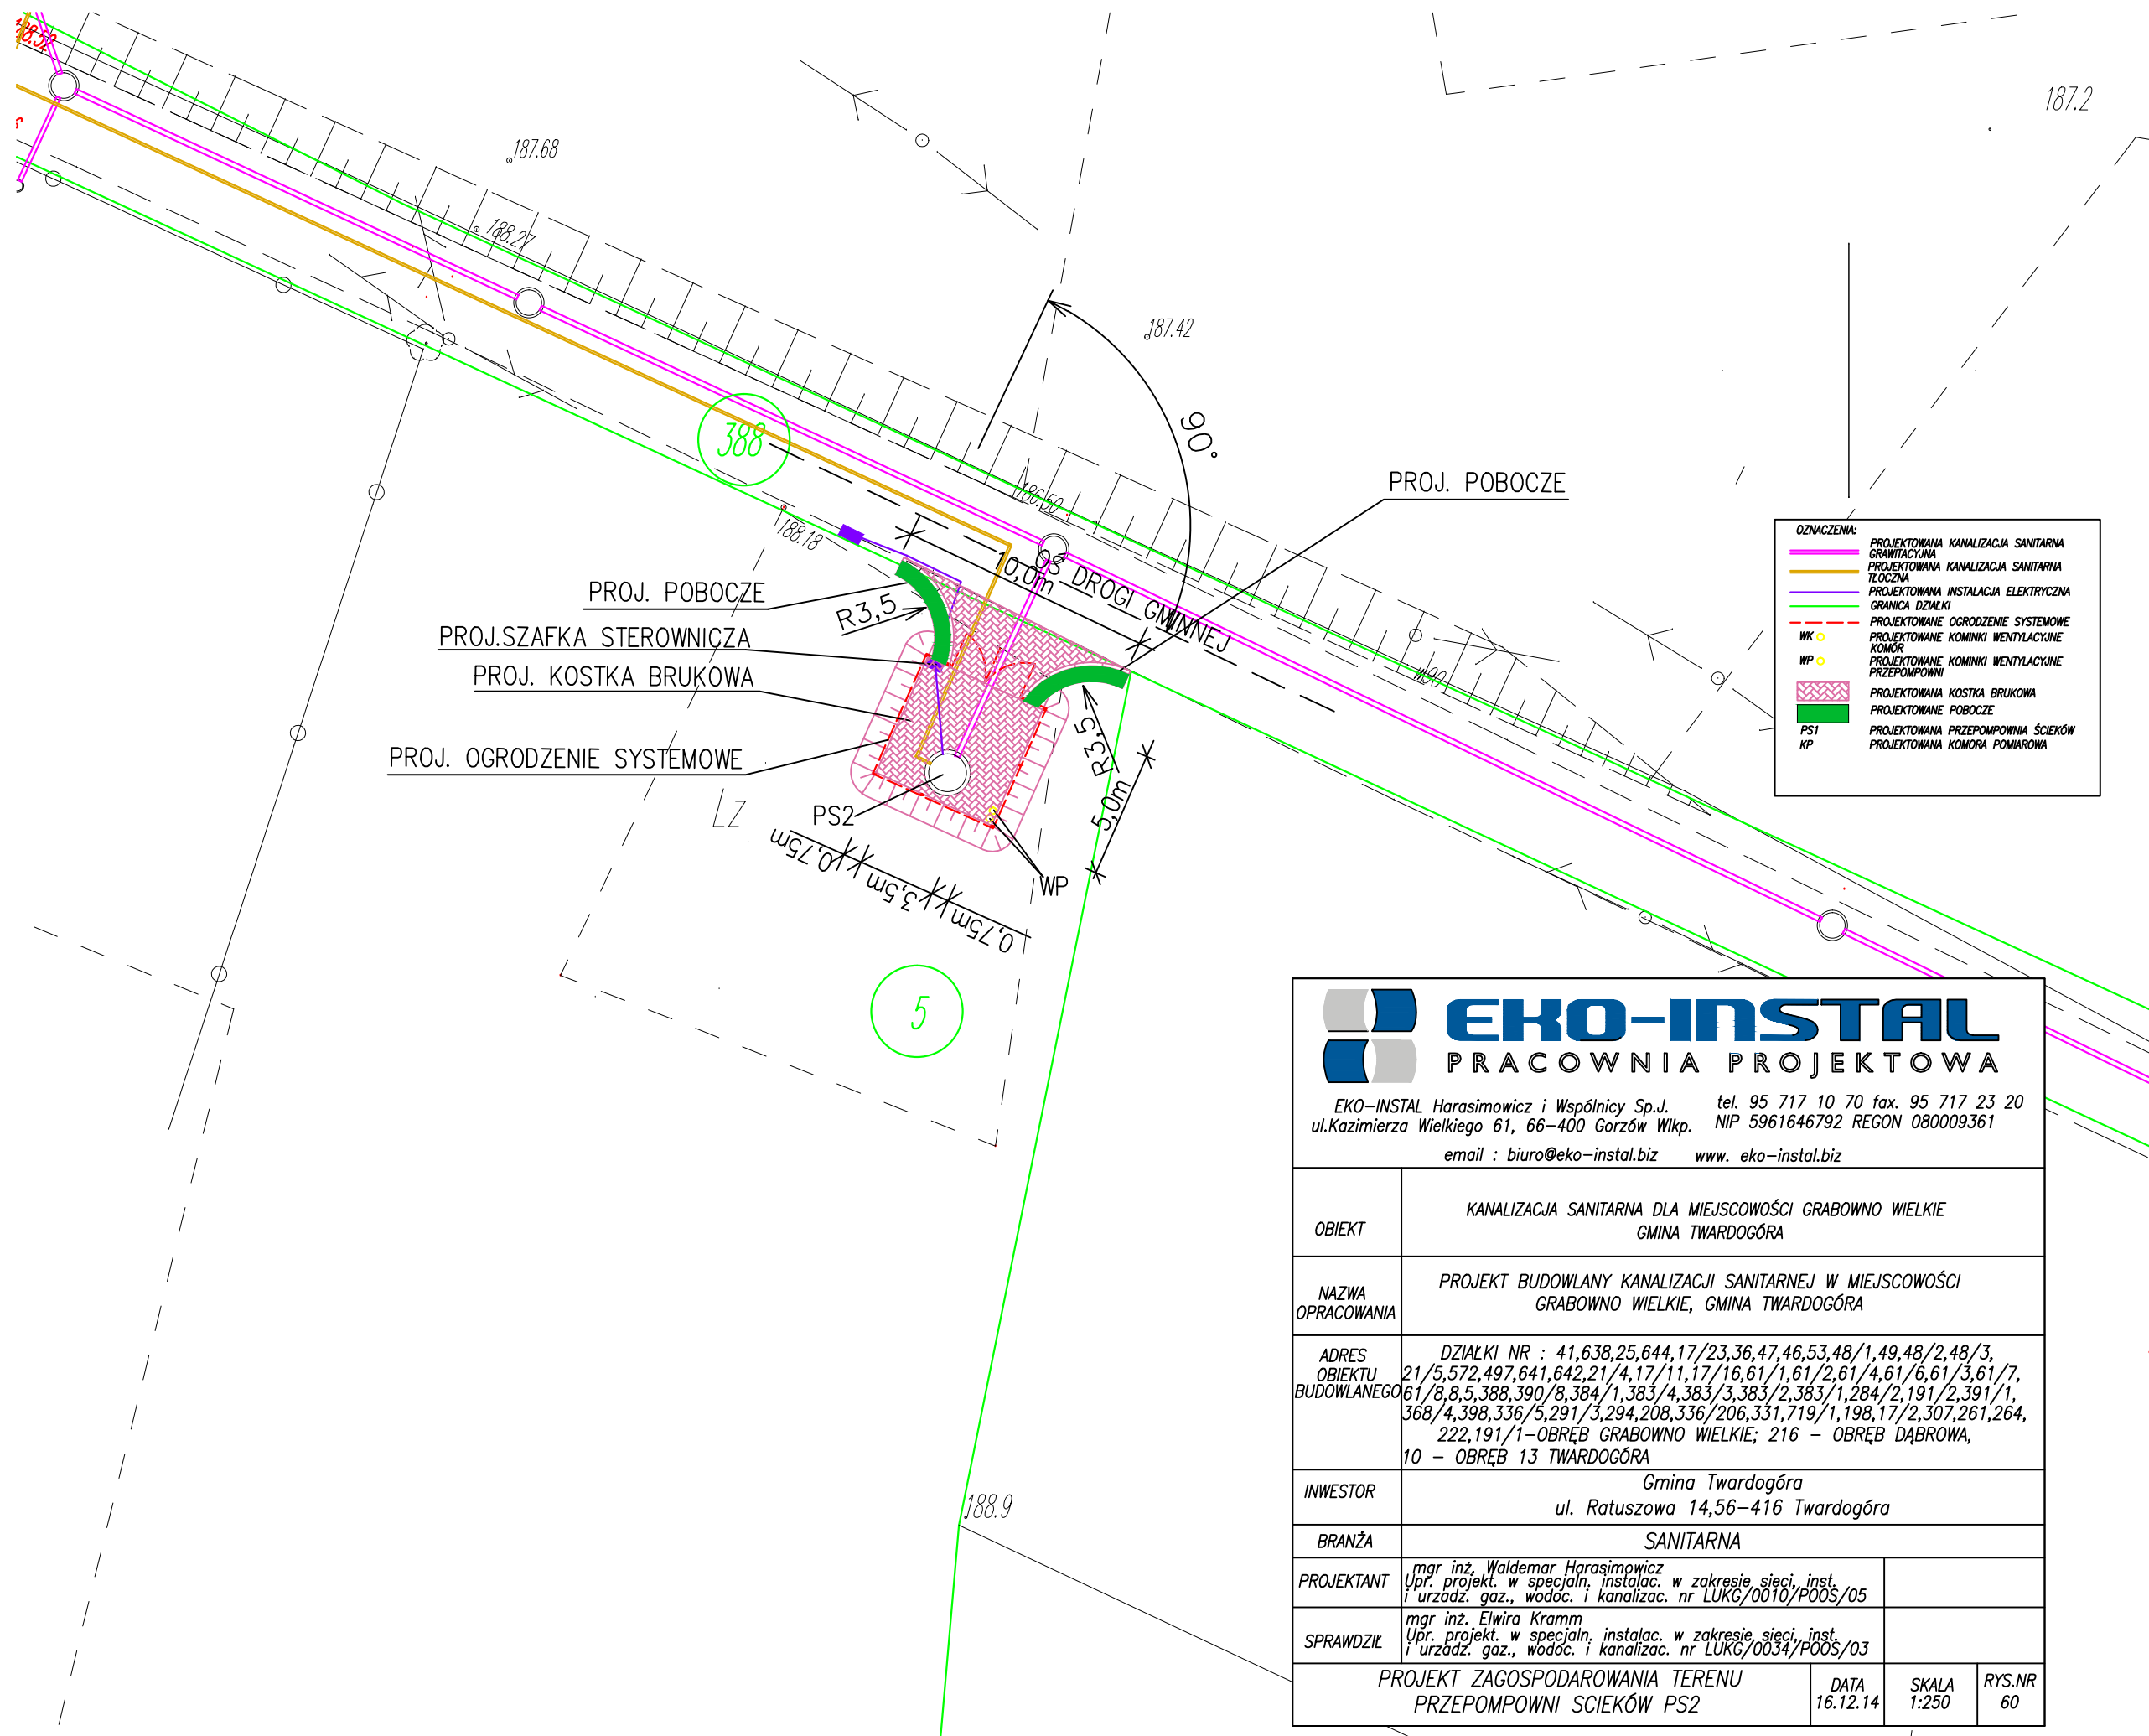 188.52
187.2
187.68
188.27
187.42
90°
388
186.50
PROJ. POBOCZE
188.18
10,0m
OŚ DROGI GMINNEJ
PROJ. POBOCZE
R3,5
PROJ.SZAFKA STEROWNICZA
PROJ. KOSTKA BRUKOWA
PROJ. OGRODZENIE SYSTEMOWE
R3,5
5,0m
LZ
PS2
WP
0,75m
3,5m
0,75m
5
188.9
OZNACZENIA:
PROJEKTOWANA KANALIZACJA SANITARNA
GRAWITACYJNA
PROJEKTOWANA KANALIZACJA SANITARNA
TŁOCZNA
PROJEKTOWANA INSTALACJA ELEKTRYCZNA
GRANICA DZIAŁKI
PROJEKTOWANE OGRODZENIE SYSTEMOWE
WK PROJEKTOWANE KOMINKI WENTYLACYJNE
KOMÓR
WP PROJEKTOWANE KOMINKI WENTYLACYJNE
PRZEPOMPOWNI
PROJEKTOWANA KOSTKA BRUKOWA
PROJEKTOWANE POBOCZE
PS1 PROJEKTOWANA PRZEPOMPOWNIA ŚCIEKÓW
KP PROJEKTOWANA KOMORA POMIAROWA
EKO-INSTAL
PRACOWNIA PROJEKTOWA
EKO-INSTAL Harasimowicz i Wspólnicy Sp.J. tel. 95 717 10 70 fax. 95 717 23 20
ul.Kazimierza Wielkiego 61, 66-400 Gorzów Wlkp. NIP 5961646792 REGON 080009361
email : biuro@eko-instal.biz www. eko-instal.biz
OBIEKT
KANALIZACJA SANITARNA DLA MIEJSCOWOŚCI GRABOWNO WIELKIE
GMINA TWARDOGÓRA
NAZWA
OPRACOWANIA
PROJEKT BUDOWLANY KANALIZACJI SANITARNEJ W MIEJSCOWOŚCI
GRABOWNO WIELKIE, GMINA TWARDOGÓRA
ADRES
OBIEKTU
BUDOWLANEGO
DZIAŁKI NR : 41,638,25,644,17/23,36,47,46,53,48/1,49,48/2,48/3,
21/5,572,497,641,642,21/4,17/11,17/16,61/1,61/2,61/4,61/6,61/3,61/7,
61/8,8,5,388,390/8,384/1,383/4,383/3,383/2,383/1,284/2,191/2,391/1,
368/4,398,336/5,291/3,294,208,336/206,331,719/1,198,17/2,307,261,264,
222,191/1-OBRĘB GRABOWNO WIELKIE; 216 - OBRĘB DĄBROWA,
10 - OBRĘB 13 TWARDOGÓRA
INWESTOR
Gmina Twardogóra
ul. Ratuszowa 14,56-416 Twardogóra
BRANŻA SANITARNA
PROJEKTANT
mgr inż. Waldemar Harasimowicz
Upr. projekt. w specjaln. instalac. w zakresie sieci, inst.
i urządz. gaz., wodoc. i kanalizac. nr LUKG/0010/POOS/05
SPRAWDZIŁ
mgr inż. Elwira Kramm
Upr. projekt. w specjaln. instalac. w zakresie sieci, inst.
i urządz. gaz., wodoc. i kanalizac. nr LUKG/0034/POOS/03
PROJEKT ZAGOSPODAROWANIA TERENU
PRZEPOMPOWNI SCIEKÓW PS2
DATA
16.12.14
SKALA
1:250
RYS.NR
60